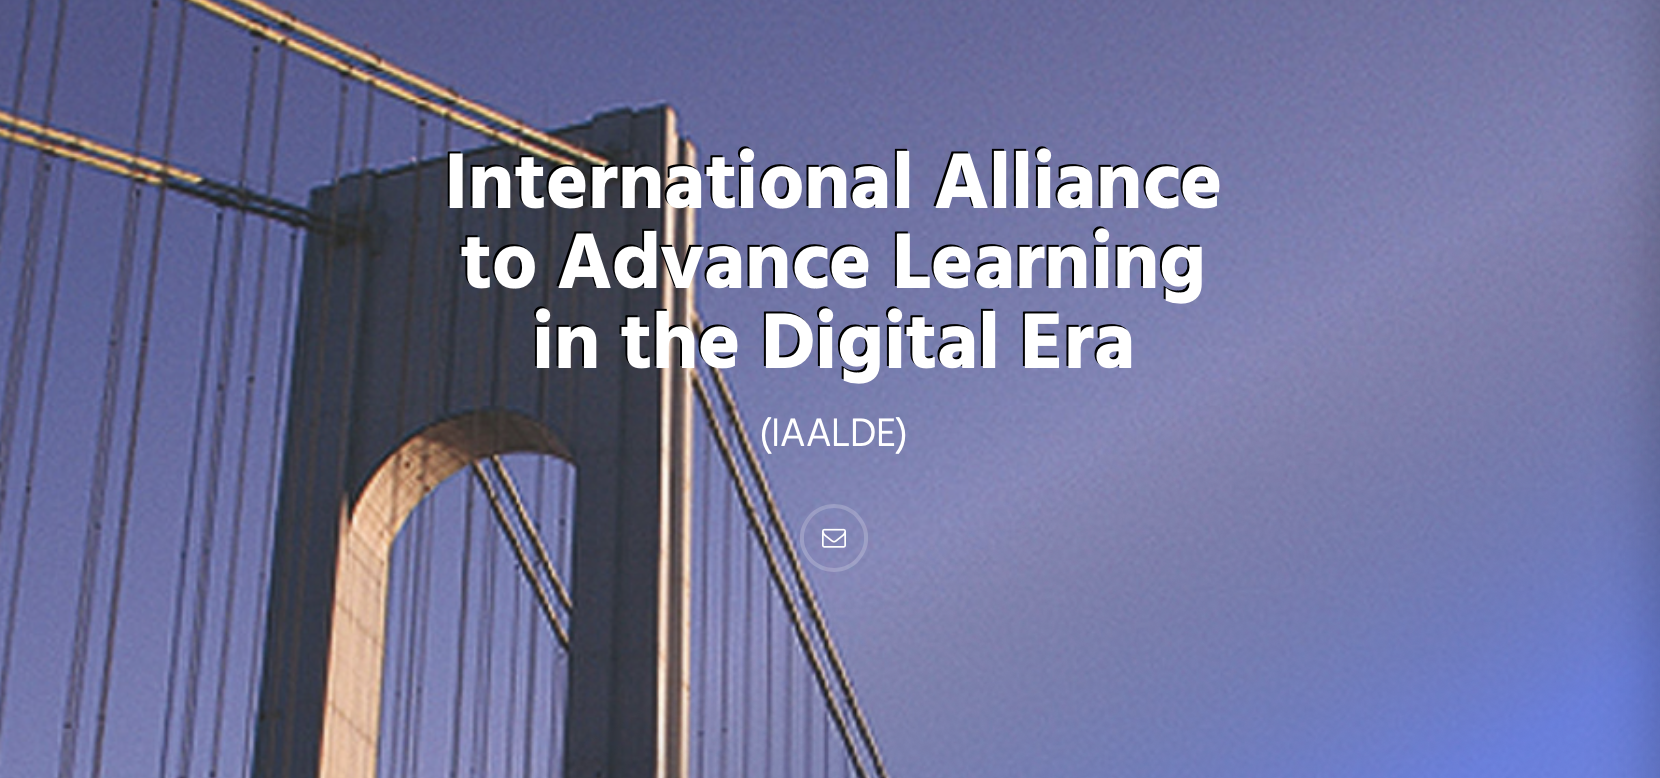 International Alliance
to Advance Learning
in the Digital Era
(IAALDE)